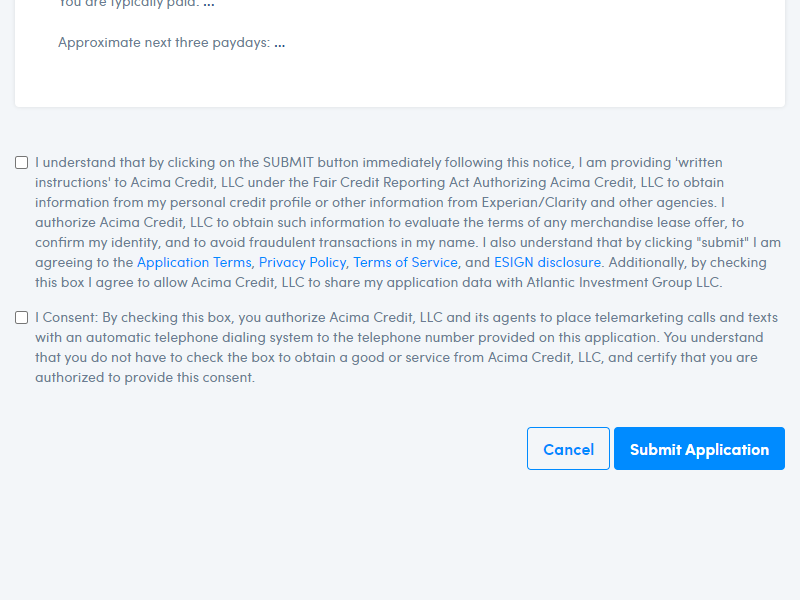 You are typically paid: ...
Approximate next three paydays: ...
I understand that by clicking on the SUBMIT button immediately following this notice, I am providing 'written
instructions' to Acima Credit, LLC under the Fair Credit Reporting Act Authorizing Acima Credit, LLC to obtain
information from my personal credit profile or other information from Experian/Clarity and other agencies. I
authorize Acima Credit, LLC to obtain such information to evaluate the terms of any merchandise lease offer, to
confirm my identity, and to avoid fraudulent transactions in my name. I also understand that by clicking "submit" I am
agreeing to the Application Terms, Privacy Policy, Terms of Service, and ESIGN disclosure. Additionally, by checking
this box I agree to allow Acima Credit, LLC to share my application data with Atlantic Investment Group LLC.
I Consent: By checking this box, you authorize Acima Credit, LLC and its agents to place telemarketing calls and texts
with an automatic telephone dialing system to the telephone number provided on this application. You understand
that you do not have to check the box to obtain a good or service from Acima Credit, LLC, and certify that you are
authorized to provide this consent.
Cancel Submit Application